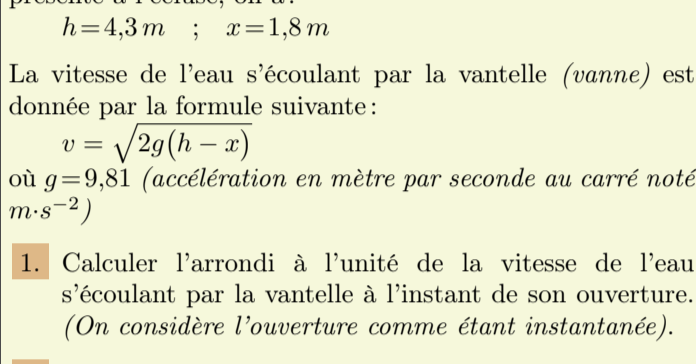 h=4,3 m ; x=1,8 m
La vitesse de l'eau s'écoulant par la vantelle (vanne) est
donnée par la formule suivante :
v = √2g(h − x)
où g=9,81 (accélération en mètre par seconde au carré noté
m·s⁻²)
1. Calculer l'arrondi à l'unité de la vitesse de l'eau
s'écoulant par la vantelle à l'instant de son ouverture.
(On considère l'ouverture comme étant instantanée).